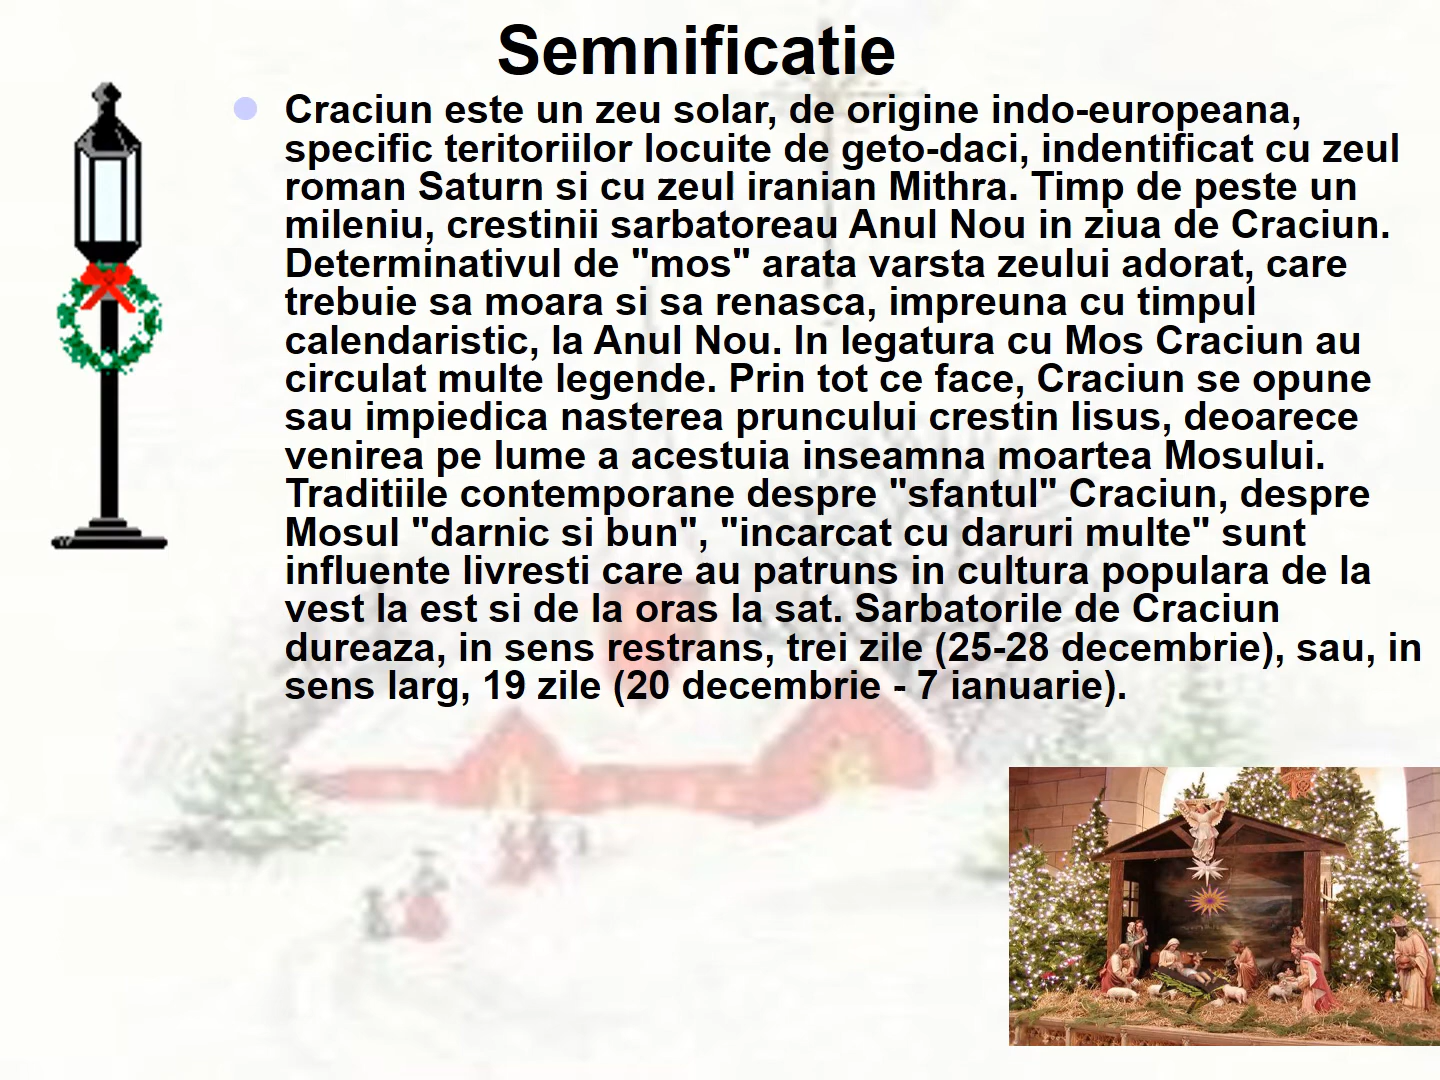 Semnificatie
Craciun este un zeu solar, de origine indo-europeana,
specific teritoriilor locuite de geto-daci, indentificat cu zeul
roman Saturn si cu zeul iranian Mithra. Timp de peste un
mileniu, crestinii sarbatoreau Anul Nou in ziua de Craciun.
Determinativul de "mos" arata varsta zeului adorat, care
trebuie sa moara si sa renasca, impreuna cu timpul
calendaristic, la Anul Nou. In legatura cu Mos Craciun au
circulat multe legende. Prin tot ce face, Craciun se opune
sau impiedica nasterea pruncului crestin Iisus, deoarece
venirea pe lume a acestuia inseamna moartea Mosului.
Traditiile contemporane despre "sfantul" Craciun, despre
Mosul "darnic si bun", "incarcat cu daruri multe" sunt
influente livresti care au patruns in cultura populara de la
vest la est si de la oras la sat. Sarbatorile de Craciun
dureaza, in sens restrans, trei zile (25-28 decembrie), sau, in
sens larg, 19 zile (20 decembrie - 7 ianuarie).